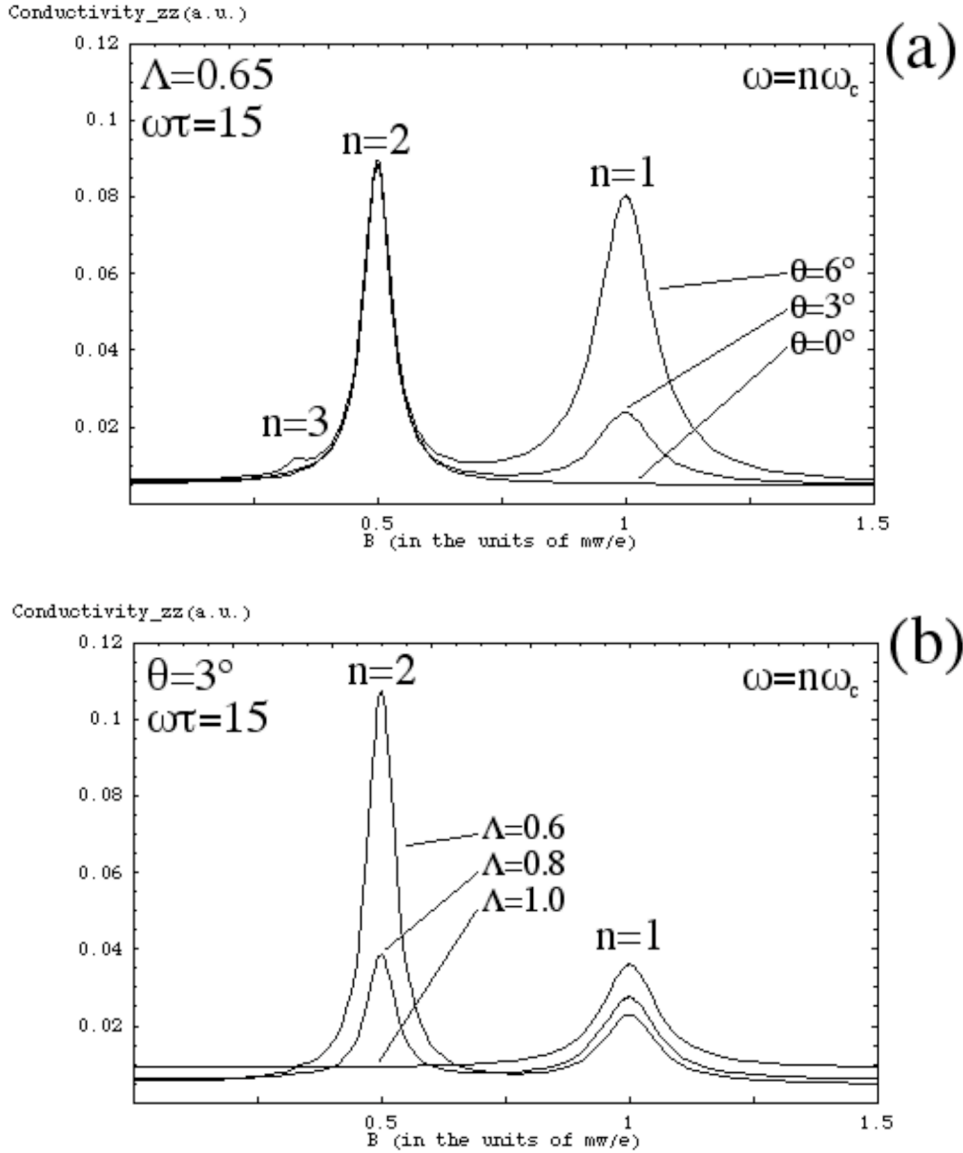 Conductivity_zz(a.u.)
(a)
0.12
Λ=0.65
ω=nω_c
ωτ=15
0.1
n=2
n=1
0.08
θ=6°
0.06
θ=3°
θ=0°
0.04
n=3
0.02
0.5
1
1.5
B (in the units of mw/e)
Conductivity_zz(a.u.)
(b)
0.12
θ=3°
n=2
ω=nω_c
ωτ=15
0.1
0.08
Λ=0.6
Λ=0.8
0.06
Λ=1.0
n=1
0.04
0.02
0.5
1
1.5
B (in the units of mw/e)